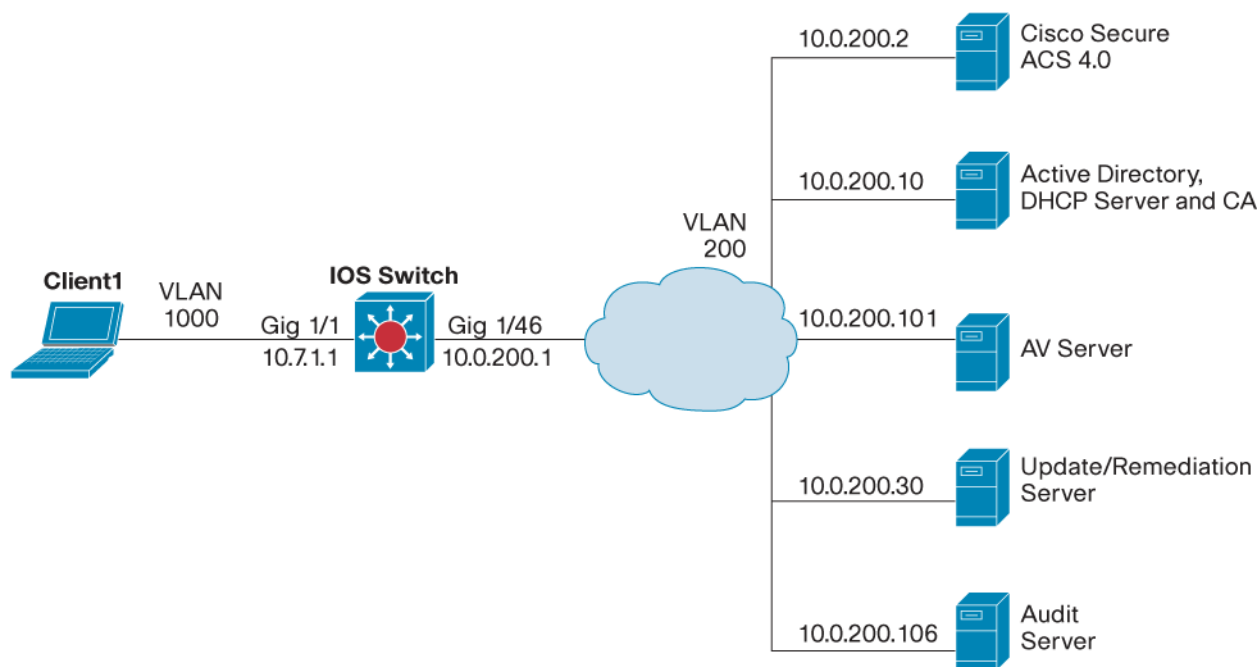 10.0.200.2
Cisco Secure
ACS 4.0
10.0.200.10
Active Directory,
DHCP Server and CA
VLAN
200
Client1
VLAN
1000
IOS Switch
Gig 1/1
10.7.1.1
Gig 1/46
10.0.200.1
10.0.200.101
AV Server
10.0.200.30
Update/Remediation
Server
10.0.200.106
Audit
Server